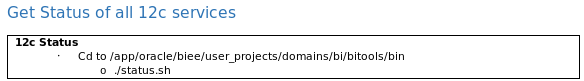 Get Status of all 12c services
12c Status
· Cd to /app/oracle/biee/user_projects/domains/bi/bitools/bin
o ./status.sh